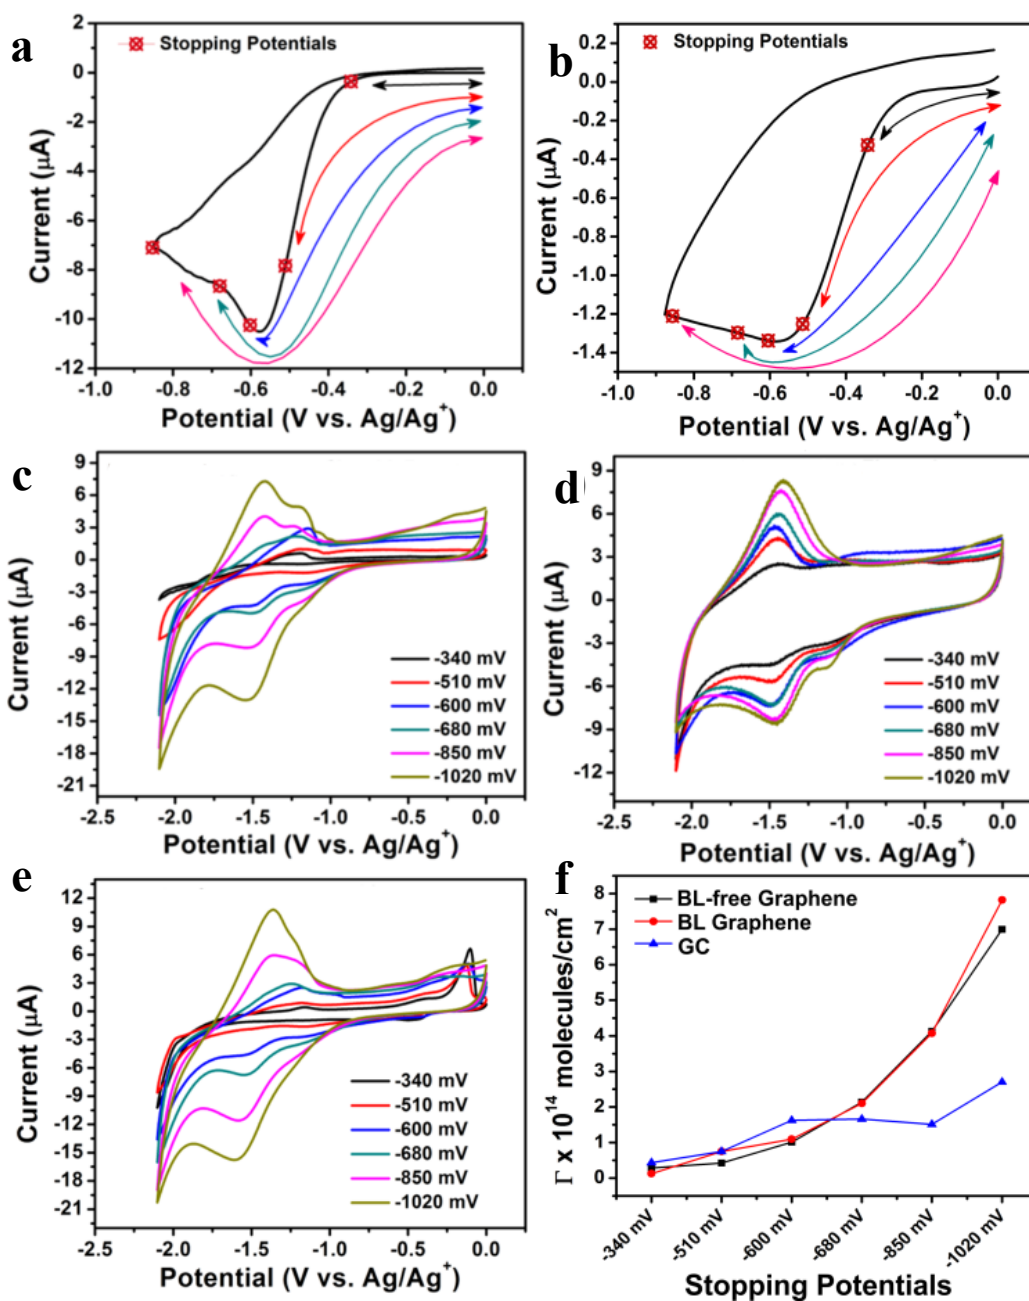 a
Stopping Potentials
2
0
-2
-4
-6
-8
-10
-12
Current (μA)
-1.0 -0.8 -0.6 -0.4 -0.2 0.0
Potential (V vs. Ag/Ag+)
b
Stopping Potentials
0.2
0.0
-0.2
-0.4
-0.6
-0.8
-1.0
-1.2
-1.4
Current (μA)
-1.0 -0.8 -0.6 -0.4 -0.2 0.0
Potential (V vs. Ag/Ag+)
c
9
6
3
0
-3
-6
-9
-12
-15
-18
-21
Current (μA)
-340 mV
-510 mV
-600 mV
-680 mV
-850 mV
-1020 mV
-2.5 -2.0 -1.5 -1.0 -0.5 0.0
Potential (V vs. Ag/Ag+)
d
9
6
3
0
-3
-6
-9
-12
Current (μA)
-340 mV
-510 mV
-600 mV
-680 mV
-850 mV
-1020 mV
-2.5 -2.0 -1.5 -1.0 -0.5 0.0
Potential (V vs. Ag/Ag+)
e
12
9
6
3
0
-3
-6
-9
-12
-15
-18
-21
Current (μA)
-340 mV
-510 mV
-600 mV
-680 mV
-850 mV
-1020 mV
-2.5 -2.0 -1.5 -1.0 -0.5 0.0
Potential (V vs. Ag/Ag+)
f
BL-free Graphene
BL Graphene
GC
8
7
6
5
4
3
2
1
0
Γ x 10^14 molecules/cm^2
-340 mV -510 mV -600 mV -680 mV -850 mV -1020 mV
Stopping Potentials